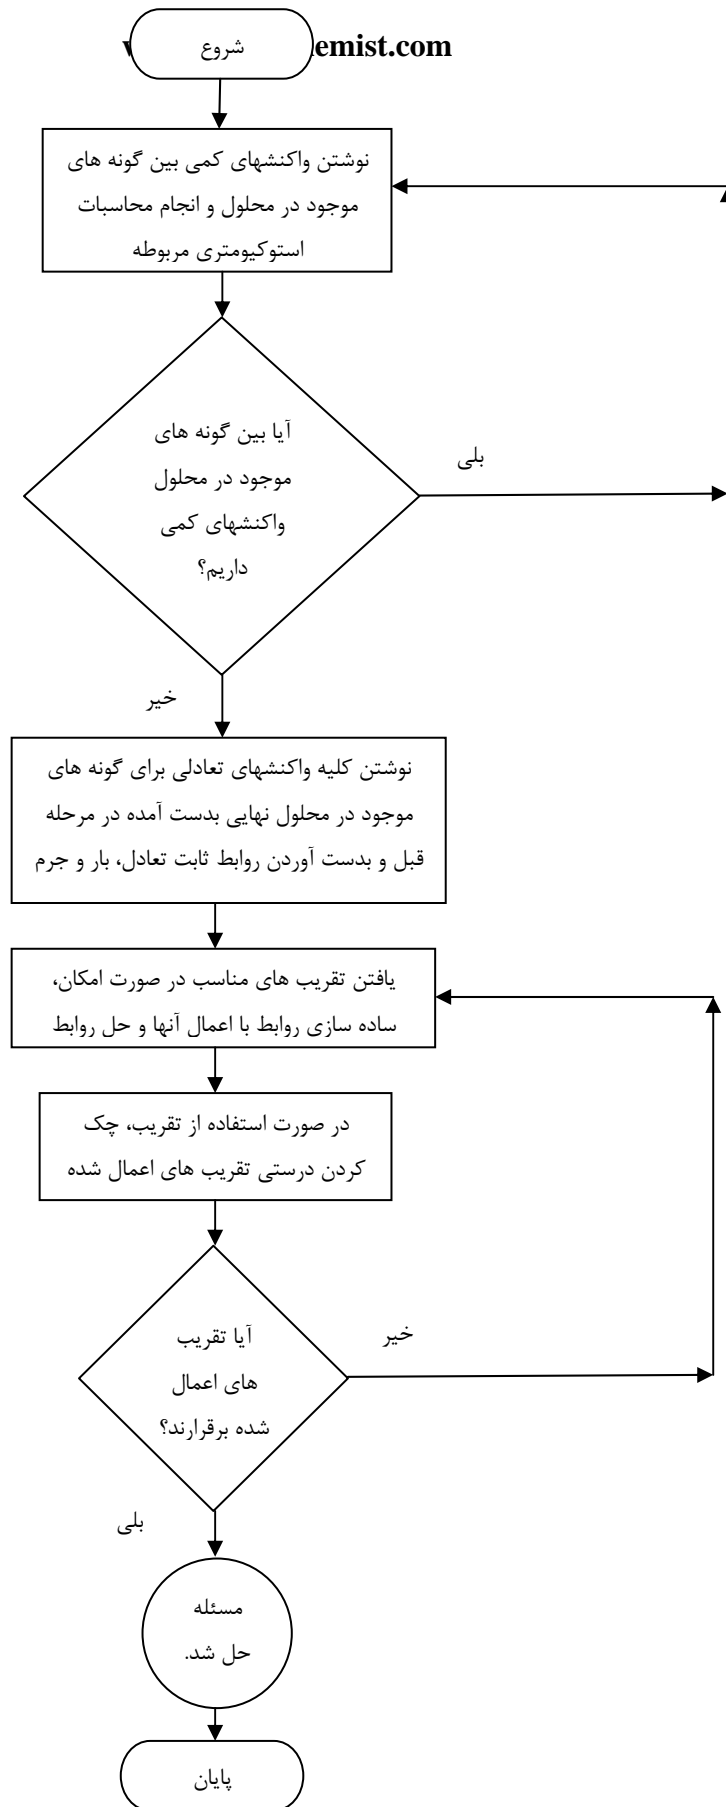 شروع
emist.com
نوشتن واکنشهای کمی بین گونه های
موجود در محلول و انجام محاسبات
استوکیومتری مربوطه
آیا بین گونه های
موجود در محلول
واکنشهای کمی
داریم؟
بلی
خیر
نوشتن کلیه واکنشهای تعادلی برای گونه های
موجود در محلول نهایی بدست آمده در مرحله
قبل و بدست آوردن روابط ثابت تعادل، بار و جرم
یافتن تقریب های مناسب در صورت امکان،
ساده سازی روابط با اعمال آنها و حل روابط
در صورت استفاده از تقریب، چک
کردن درستی تقریب های اعمال شده
آیا تقریب
های اعمال
شده برقرارند؟
خیر
بلی
مسئله
حل شد.
پایان